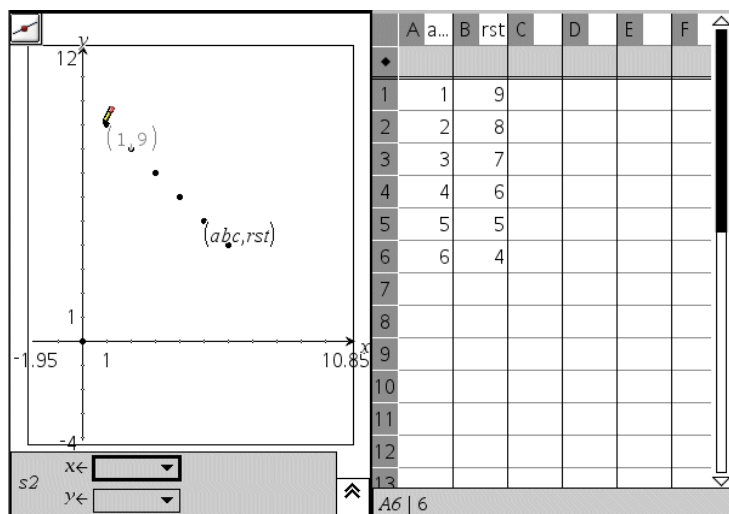 y
12
(1,9)
(abc,rst)
1
-1.95 1 10.85 x
-4
s2
x←
y←
A a... B rst C D E F
◆
1 1 9
2 2 8
3 3 7
4 4 6
5 5 5
6 6 4
7
8
9
10
11
12
13
A6 | 6